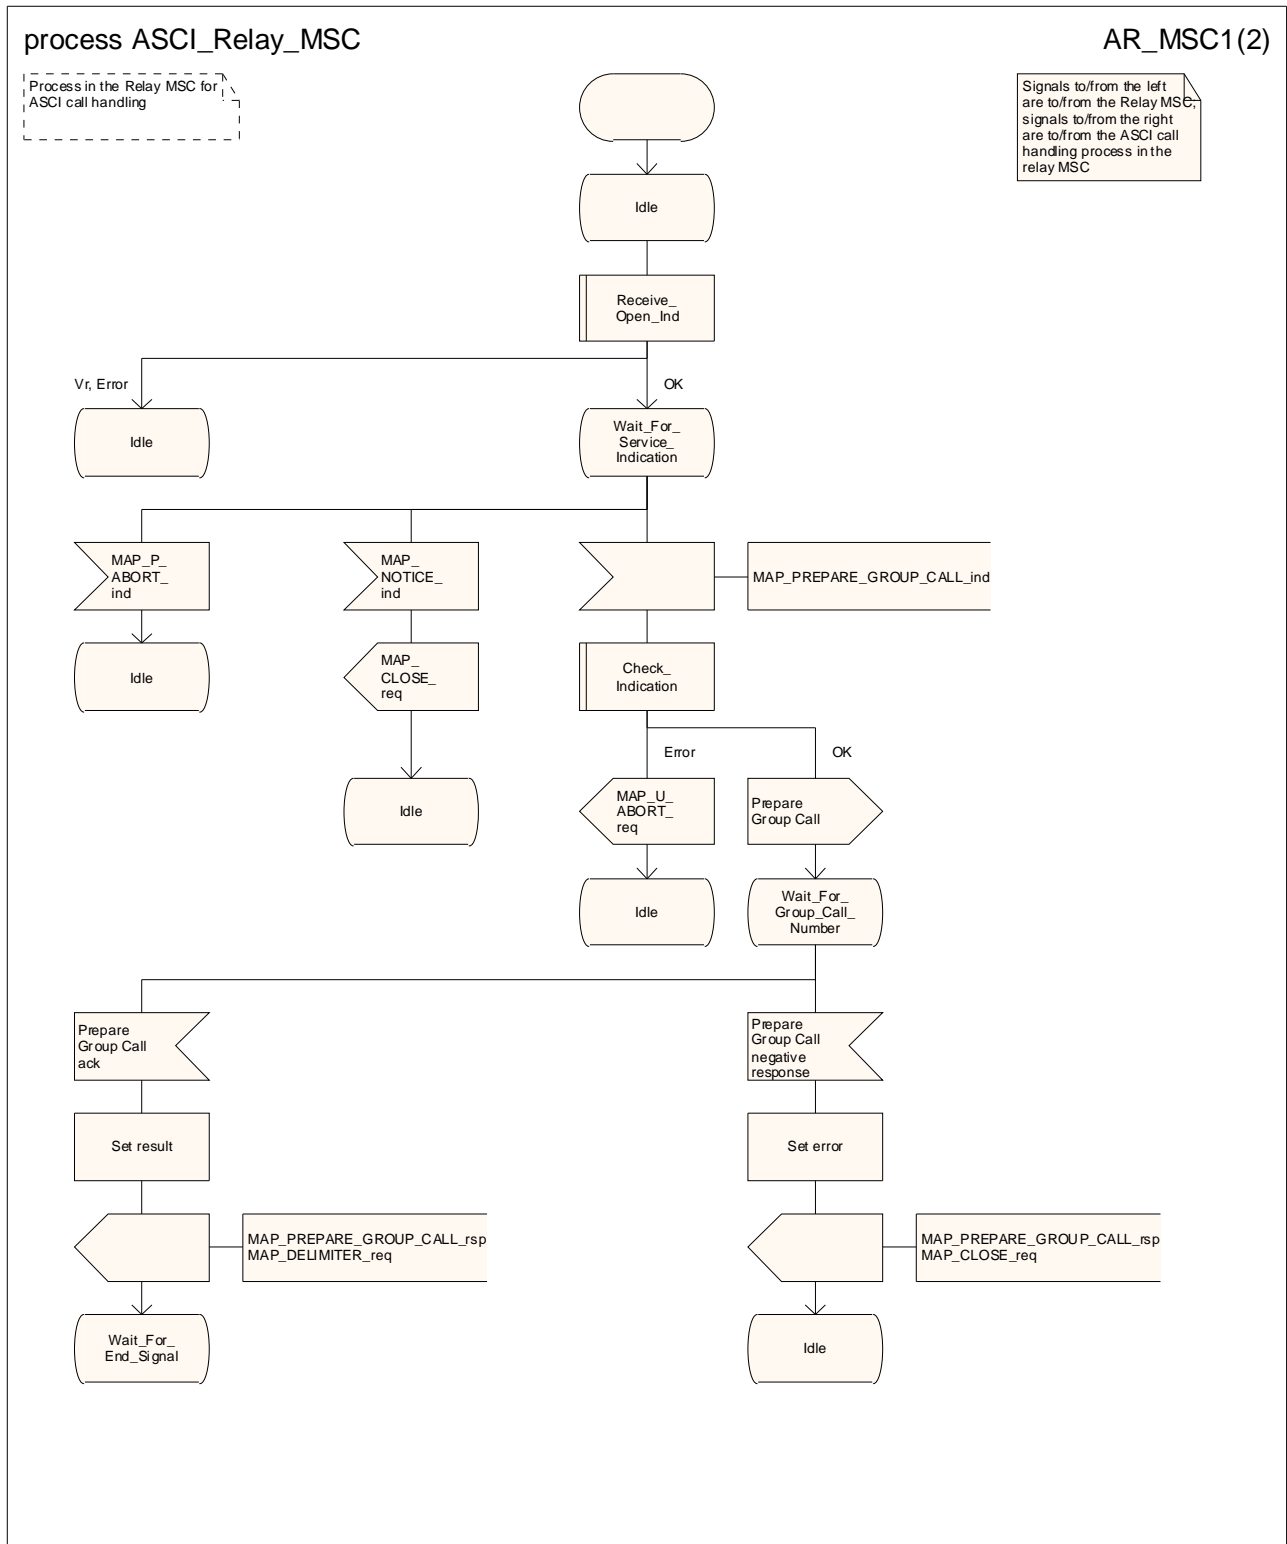 process ASCI_Relay_MSC
AR_MSC1(2)
Process in the Relay MSC for
ASCI call handling
Signals to/from the left
are to/from the Relay MSC,
signals to/from the right
are to/from the ASCI call
handling process in the
relay MSC
Idle
Receive_
Open_Ind
Vr, Error
OK
Idle
Wait_For_
Service_
Indication
MAP_P_
ABORT_
ind
MAP_
NOTICE_
ind
MAP_PREPARE_GROUP_CALL_ind
Idle
MAP_
CLOSE_
req
Check_
Indication
Error
OK
Idle
MAP_U_
ABORT_
req
Prepare
Group Call
Idle
Wait_For_
Group_Call_
Number
Prepare
Group Call
ack
Prepare
Group Call
negative
response
Set result
Set error
MAP_PREPARE_GROUP_CALL_rsp
MAP_DELIMITER_req
MAP_PREPARE_GROUP_CALL_rsp
MAP_CLOSE_req
Wait_For_
End_Signal
Idle